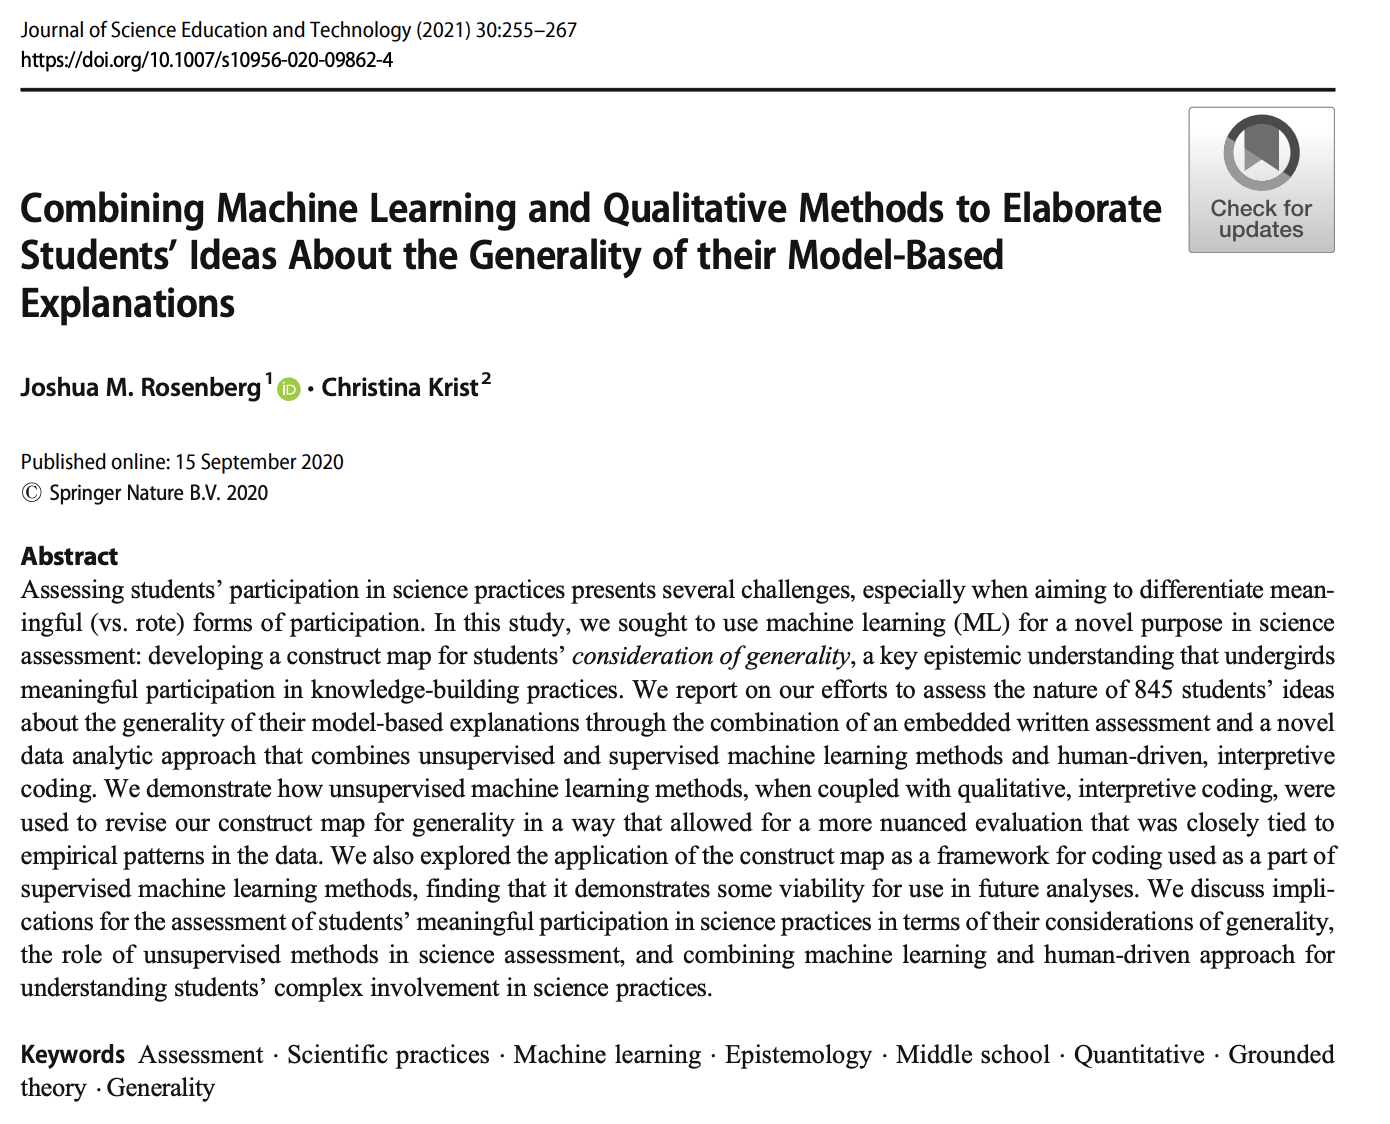 Journal of Science Education and Technology (2021) 30:255–267
https://doi.org/10.1007/s10956-020-09862-4
Check for
updates
Combining Machine Learning and Qualitative Methods to Elaborate
Students’ Ideas About the Generality of their Model-Based
Explanations
Joshua M. Rosenberg1 iD · Christina Krist2
Published online: 15 September 2020
© Springer Nature B.V. 2020
Abstract
Assessing students’ participation in science practices presents several challenges, especially when aiming to differentiate mean-
ingful (vs. rote) forms of participation. In this study, we sought to use machine learning (ML) for a novel purpose in science
assessment: developing a construct map for students’ consideration of generality, a key epistemic understanding that undergirds
meaningful participation in knowledge-building practices. We report on our efforts to assess the nature of 845 students’ ideas
about the generality of their model-based explanations through the combination of an embedded written assessment and a novel
data analytic approach that combines unsupervised and supervised machine learning methods and human-driven, interpretive
coding. We demonstrate how unsupervised machine learning methods, when coupled with qualitative, interpretive coding, were
used to revise our construct map for generality in a way that allowed for a more nuanced evaluation that was closely tied to
empirical patterns in the data. We also explored the application of the construct map as a framework for coding used as a part of
supervised machine learning methods, finding that it demonstrates some viability for use in future analyses. We discuss impli-
cations for the assessment of students’ meaningful participation in science practices in terms of their considerations of generality,
the role of unsupervised methods in science assessment, and combining machine learning and human-driven approach for
understanding students’ complex involvement in science practices.
Keywords Assessment · Scientific practices · Machine learning · Epistemology · Middle school · Quantitative · Grounded
theory · Generality